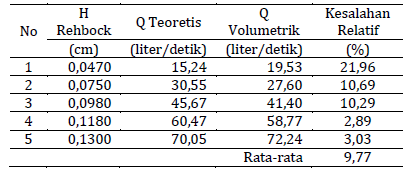 No H Rehbock Q Teoretis Q Volumetrik Kesalahan Relatif
(cm) (liter/detik) (liter/detik) (%)
1 0,0470 15,24 19,53 21,96
2 0,0750 30,55 27,60 10,69
3 0,0980 45,67 41,40 10,29
4 0,1180 60,47 58,77 2,89
5 0,1300 70,05 72,24 3,03
Rata-rata 9,77